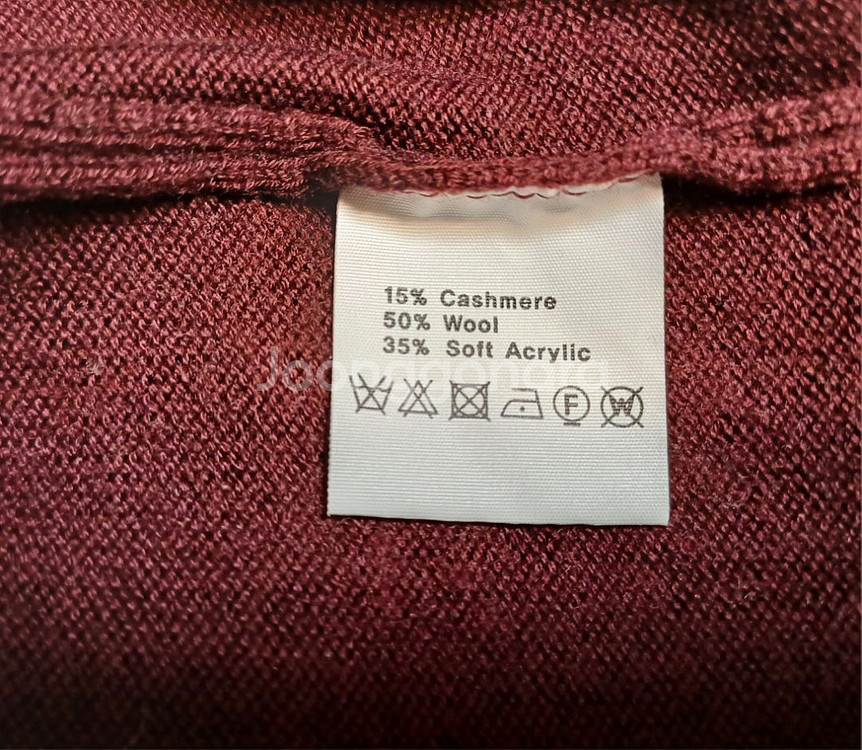 15% Cashmere
50% Wool
35% Soft Acrylic
F W